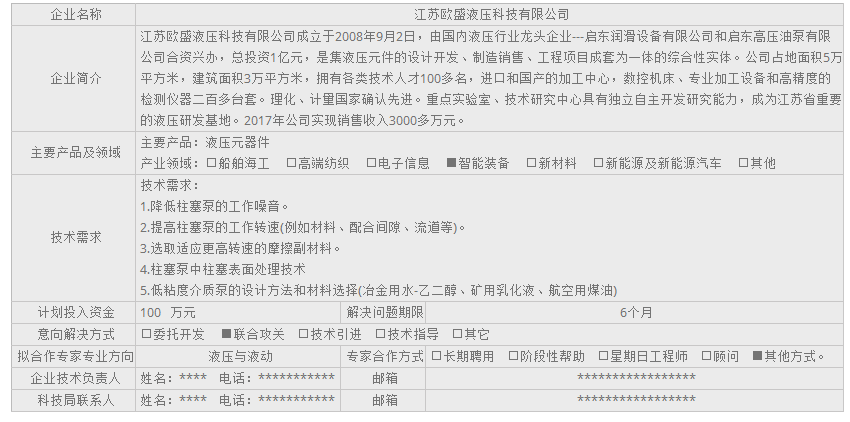 企业名称 江苏欧盛液压科技有限公司
江苏欧盛液压科技有限公司成立于2008年9月2日，由国内液压行业龙头企业---启东润滑设备有限公司和启东高压油泵有限
公司合资兴办，总投资1亿元，是集液压元件的设计开发、制造销售、工程项目成套为一体的综合性实体。公司占地面积5万
企业简介 平方米，建筑面积3万平方米，拥有各类技术人才100多名，进口和国产的加工中心，数控机床、专业加工设备和高精度的
检测仪器二百多台套。理化、计量国家确认先进。重点实验室、技术研究中心具有独立自主开发研究能力，成为江苏省重要
的液压研发基地。2017年公司实现销售收入3000多万元。
主要产品及领域 主要产品：液压元器件
产业领域：□船舶海工 □高端纺织 □电子信息 ■智能装备 □新材料 □新能源及新能源汽车 □其他
技术需求：
1.降低柱塞泵的工作噪音。
2.提高柱塞泵的工作转速(例如材料、配合间隙、流道等)。
技术需求 3.选取适应更高转速的摩擦副材料。
4.柱塞泵中柱塞表面处理技术
5.低粘度介质泵的设计方法和材料选择(冶金用水-乙二醇、矿用乳化液、航空用煤油)
计划投入资金 100 万元 解决问题期限 6个月
意向解决方式 □委托开发 ■联合攻关 □技术引进 □技术指导 □其它
拟合作专家专业方向 液压与液动 专家合作方式 □长期聘用 □阶段性帮助 □星期日工程师 □顾问 ■其他方式。
企业技术负责人 姓名：**** 电话：*********** 邮箱 *****************
科技局联系人 姓名：**** 电话：*********** 邮箱 *****************